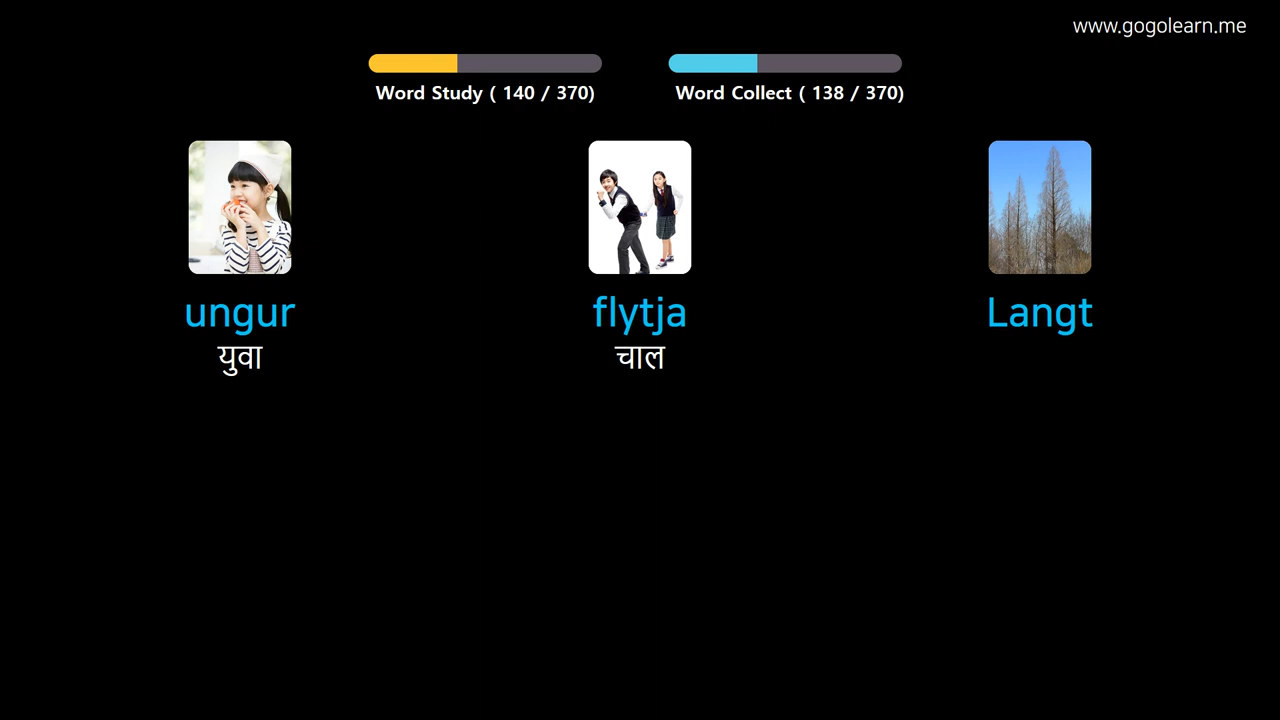 www.gogolearn.me
Word Study ( 140 / 370)
Word Collect ( 138 / 370)
ungur
flytja
Langt
युवा
चाल